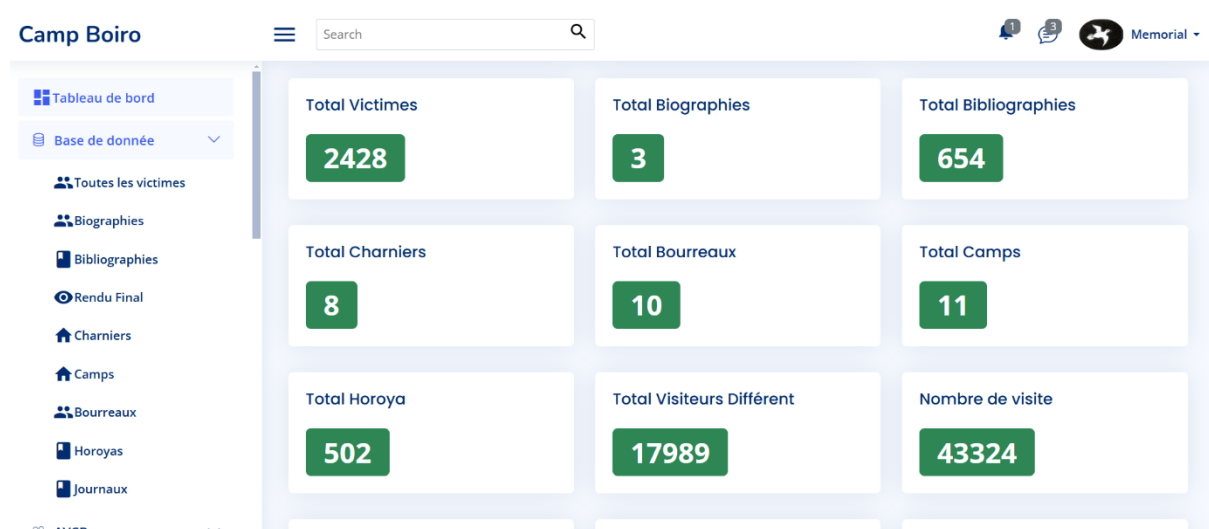 Camp Boiro
Search
1
3
Memorial
Tableau de bord
Base de donnée
Toutes les victimes
Biographies
Bibliographies
Rendu Final
Charniers
Camps
Bourreaux
Horoyas
Journaux
Total Victimes
2428
Total Biographies
3
Total Bibliographies
654
Total Charniers
8
Total Bourreaux
10
Total Camps
11
Total Horoya
502
Total Visiteurs Différent
17989
Nombre de visite
43324